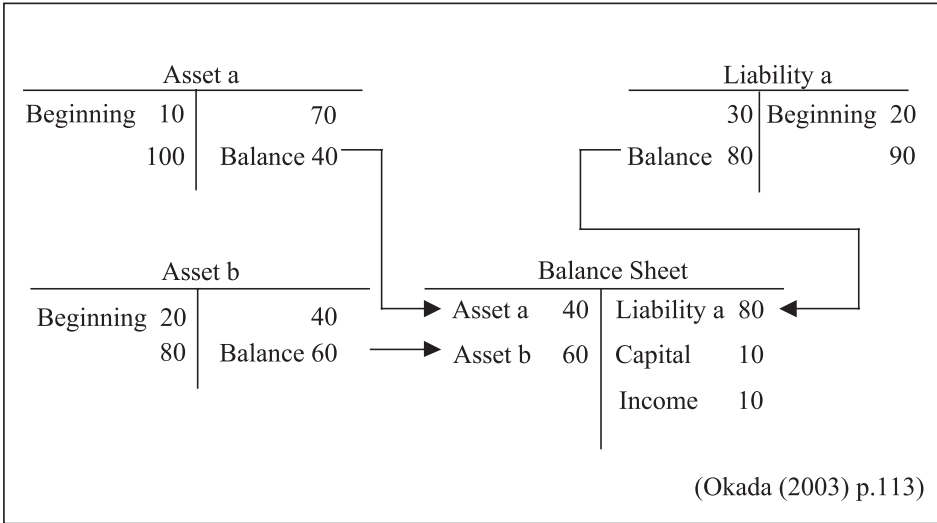 Asset a
Beginning 10 70
100 Balance 40
Liability a
30 Beginning 20
Balance 80 90
Asset b
Beginning 20 40
80 Balance 60
Balance Sheet
Asset a 40 Liability a 80
Asset b 60 Capital 10
Income 10
(Okada (2003) p.113)